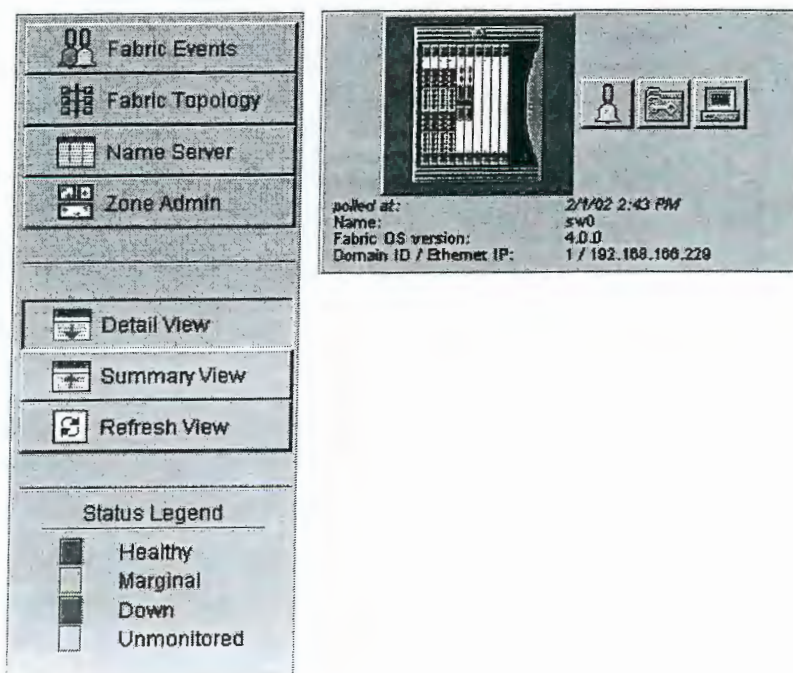 Fabric Events
Fabric Topology
Name Server
Zone Admin
Detail View
Summary View
Refresh View
Status Legend
Healthy
Marginal
Down
Unmonitored
polled at: 2/1/02 2:43 PM
Name: sw0
Fabric OS version: 4.0.0
Domain ID / Ethernet IP: 1 / 192.168.166.229